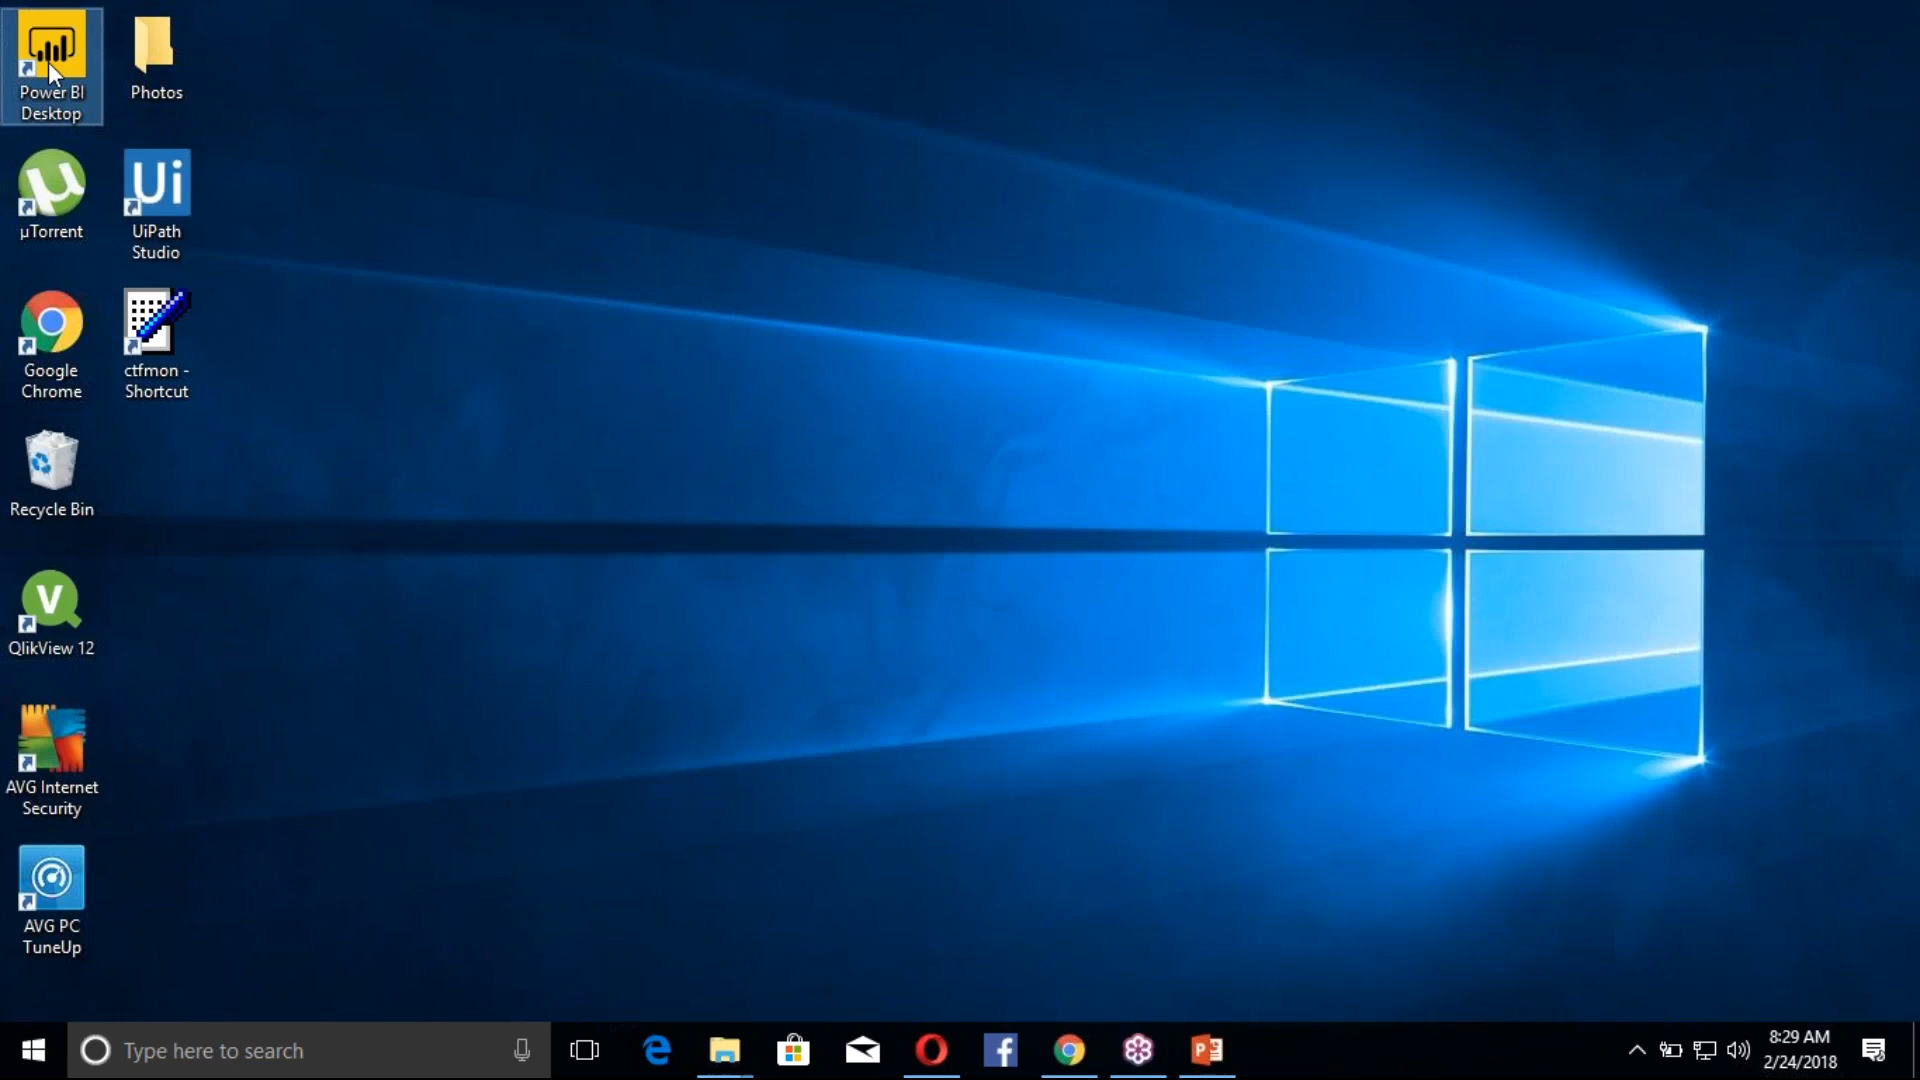 Power BI
Desktop
Photos
µTorrent
Ui
UiPath
Studio
Google
Chrome
ctfmon -
Shortcut
Recycle Bin
V
QlikView 12
AVG Internet
Security
AVG PC
TuneUp
Type here to search
8:29 AM
2/24/2018